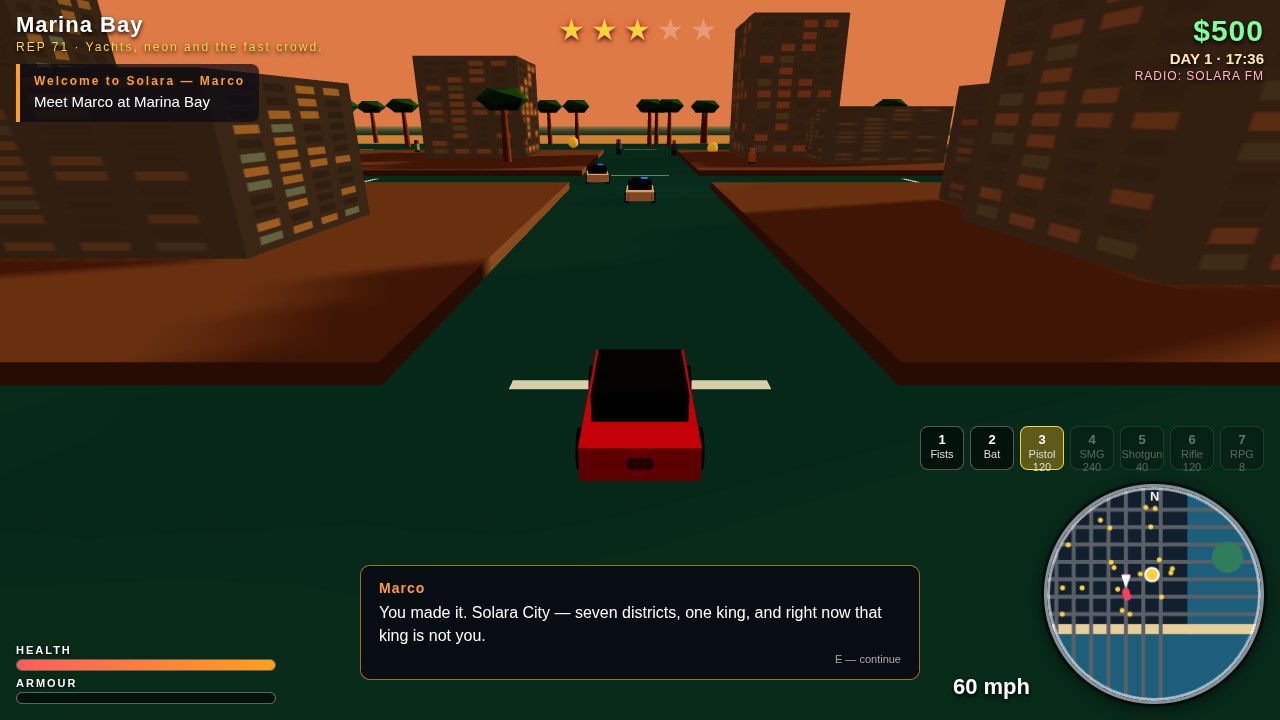 Marina Bay
REP 71 · Yachts, neon and the fast crowd.
Welcome to Solara — Marco
Meet Marco at Marina Bay
$500
DAY 1 · 17:36
RADIO: SOLARA FM
1 Fists
2 Bat
3 Pistol 120
4 SMG 240
5 Shotgun 40
6 Rifle 120
7 RPG 8
N
Marco
You made it. Solara City — seven districts, one king, and right now that
king is not you.
E — continue
HEALTH
ARMOUR
60 mph